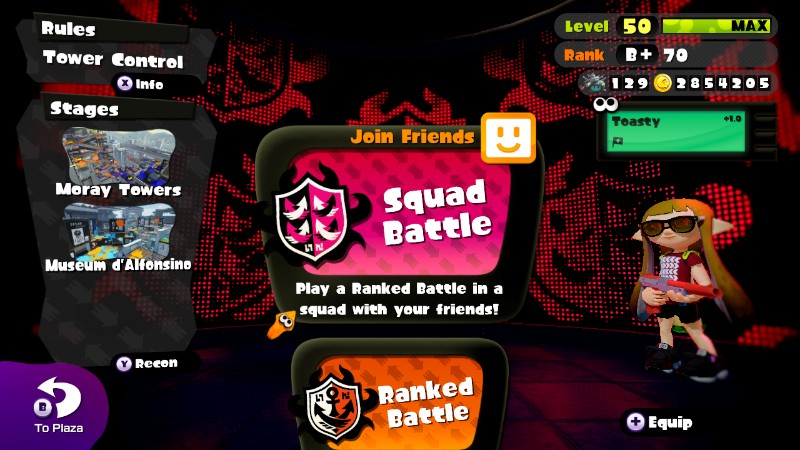 Rules
Tower Control
X Info
Stages
Moray Towers
Museum d'Alfonsino
Y Recon
B
To Plaza
Join Friends
Squad
Battle
Play a Ranked Battle in a
squad with your friends!
Ranked
Battle
Level 50 MAX
Rank B+ 70
129 2854205
Toasty +1.0
+ Equip